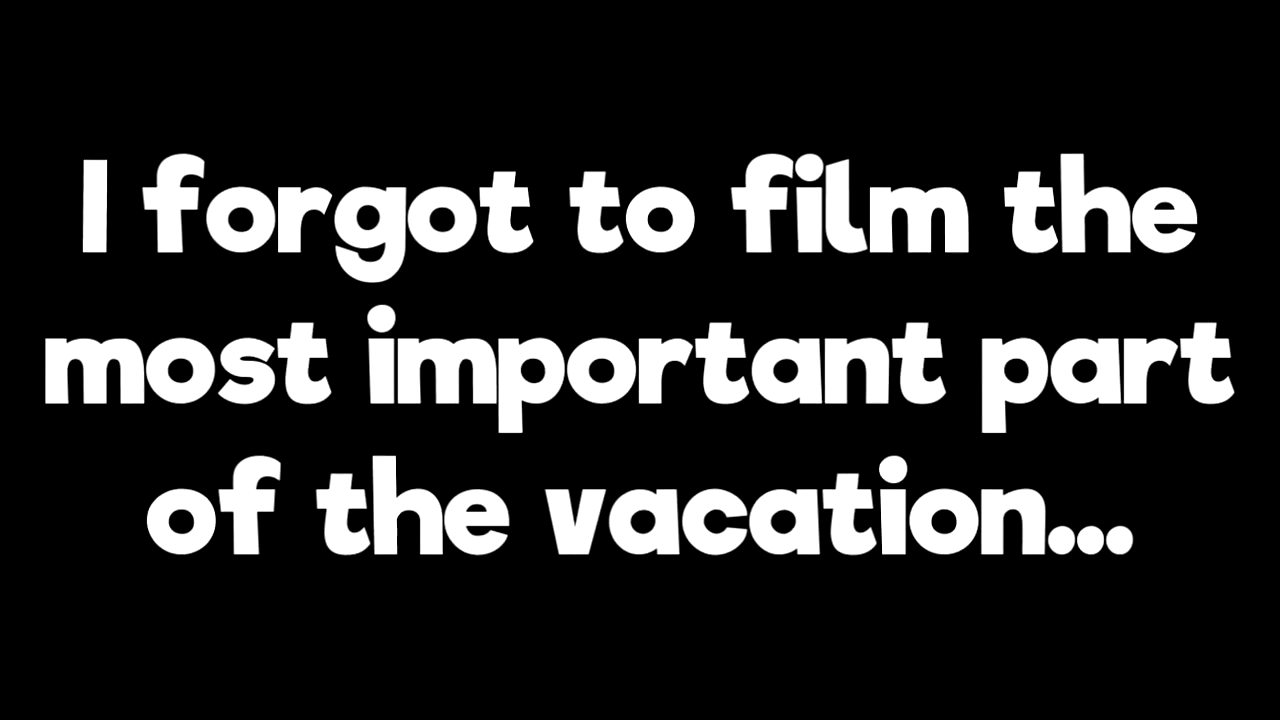 I forgot to film the
most important part
of the vacation...